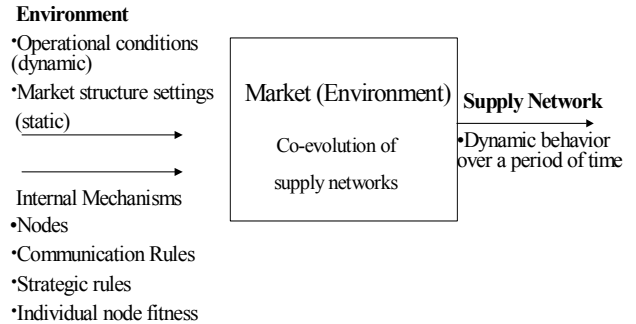 Environment
•Operational conditions
(dynamic)
•Market structure settings
(static)
Internal Mechanisms
•Nodes
•Communication Rules
•Strategic rules
•Individual node fitness
Market (Environment)
Co-evolution of
supply networks
Supply Network
•Dynamic behavior
over a period of time